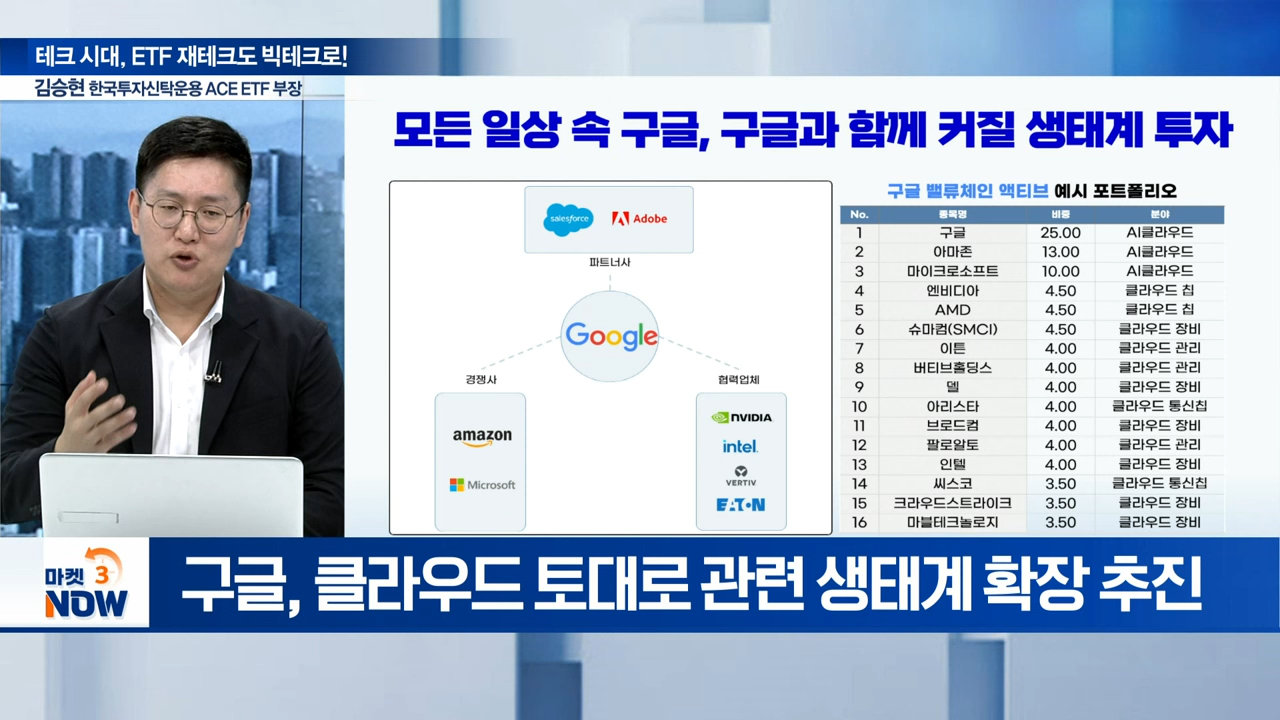 테크 시대, ETF 재테크도 빅테크로!
김승현 한국투자신탁운용 ACE ETF 부장
모든 일상 속 구글, 구글과 함께 커질 생태계 투자
salesforce Adobe
파트너사
Google
경쟁사
amazon
Microsoft
협력업체
NVIDIA
intel
VERTIV
EATON
구글 밸류체인 액티브 예시 포트폴리오
No. 종목명 비중 분야
1 구글 25.00 AI클라우드
2 아마존 13.00 AI클라우드
3 마이크로소프트 10.00 AI클라우드
4 엔비디아 4.50 클라우드 칩
5 AMD 4.50 클라우드 칩
6 슈마컴(SMCI) 4.50 클라우드 장비
7 이튼 4.00 클라우드 관리
8 버티브홀딩스 4.00 클라우드 관리
9 델 4.00 클라우드 장비
10 아리스타 4.00 클라우드 통신칩
11 브로드컴 4.00 클라우드 장비
12 팔로알토 4.00 클라우드 관리
13 인텔 4.00 클라우드 장비
14 씨스코 3.50 클라우드 통신칩
15 크라우드스트라이크 3.50 클라우드 장비
16 마블테크놀로지 3.50 클라우드 장비
마켓 3
NOW
구글, 클라우드 토대로 관련 생태계 확장 추진